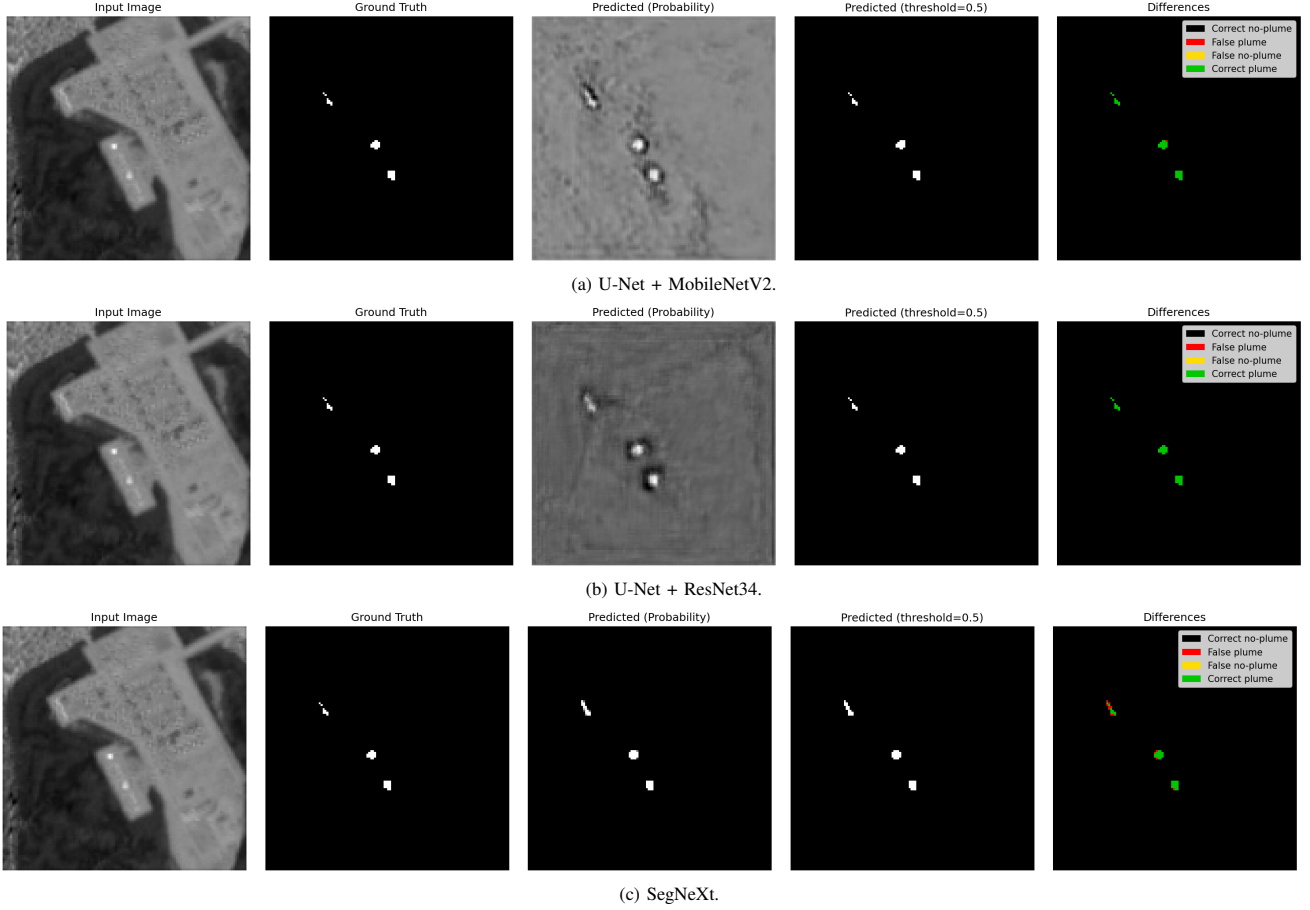 Input Image
Ground Truth
Predicted (Probability)
Predicted (threshold=0.5)
Differences
Correct no-plume
False plume
False no-plume
Correct plume
(a) U-Net + MobileNetV2.
Input Image
Ground Truth
Predicted (Probability)
Predicted (threshold=0.5)
Differences
Correct no-plume
False plume
False no-plume
Correct plume
(b) U-Net + ResNet34.
Input Image
Ground Truth
Predicted (Probability)
Predicted (threshold=0.5)
Differences
Correct no-plume
False plume
False no-plume
Correct plume
(c) SegNeXt.